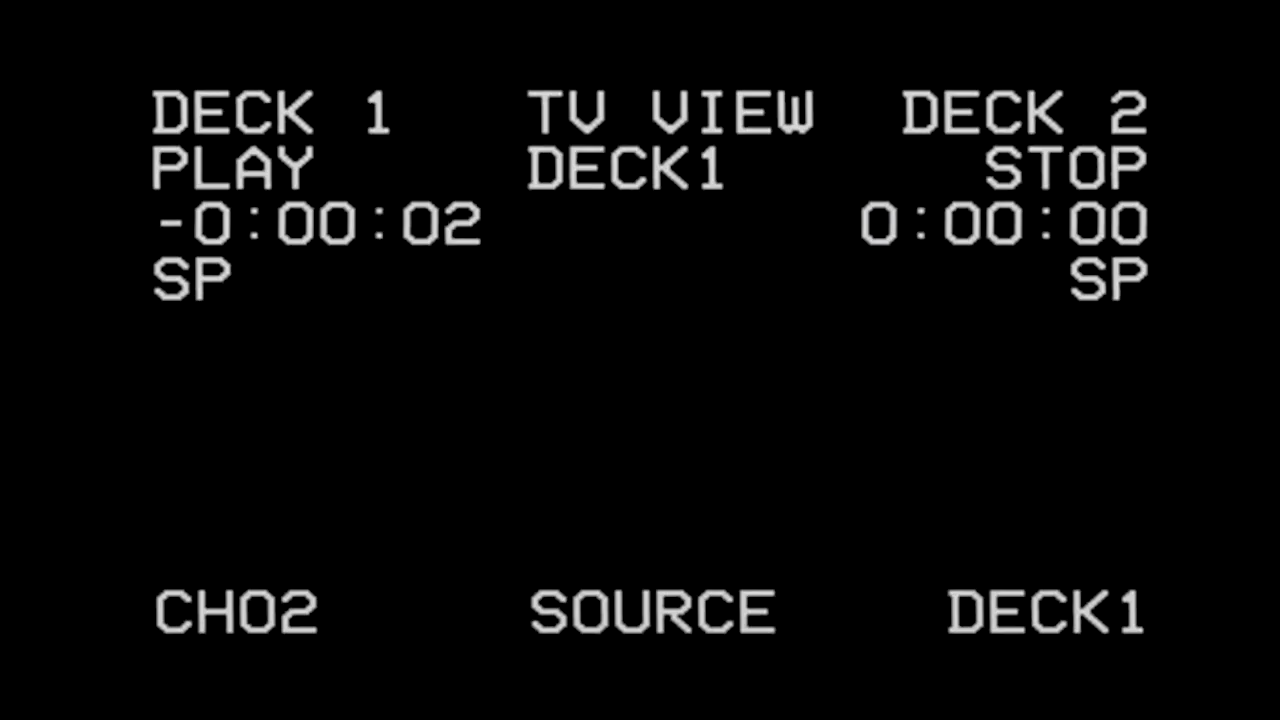 DECK 1 TV VIEW DECK 2
PLAY DECK1 STOP
-0:00:02 0:00:00
SP SP
CH02 SOURCE DECK1